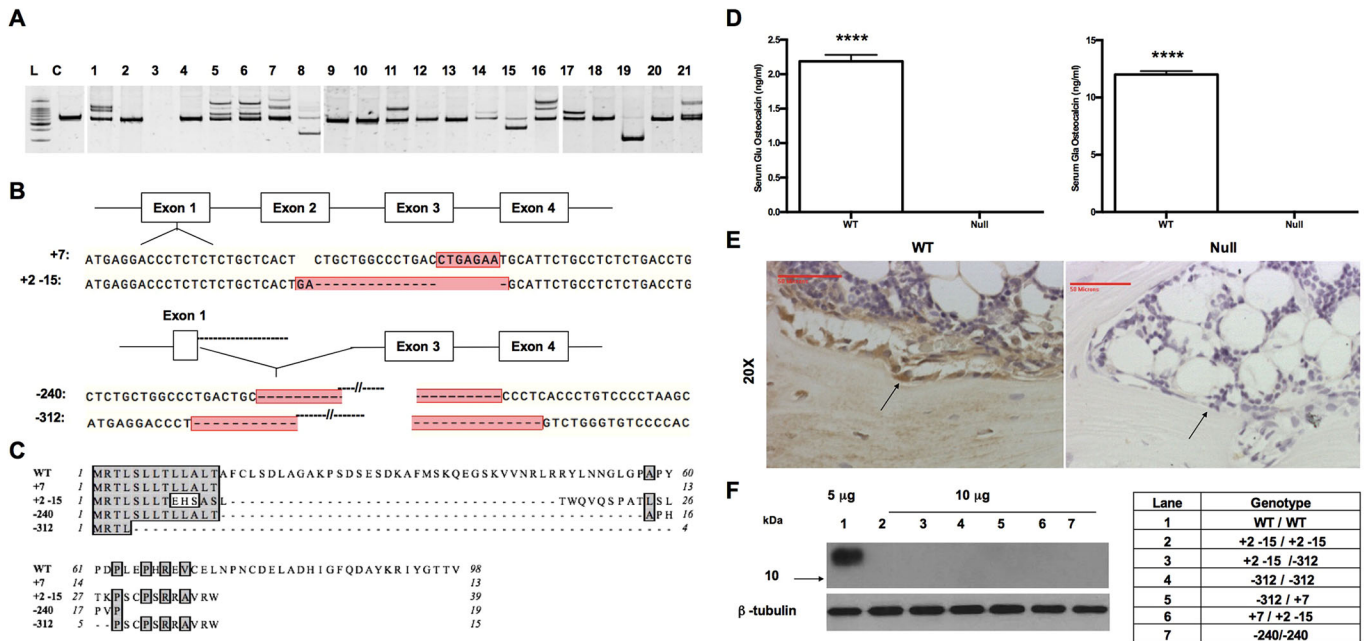 A
L C 1 2 3 4 5 6 7 8 9 10 11 12 13 14 15 16 17 18 19 20 21
B
Exon 1 Exon 2 Exon 3 Exon 4
+7: ATGAGGACCCTCTCTCTGCTCACT CTGCTGGCCCTGACCTGAGAATGCATTCTGCCTCTCTGACCTG
+2 -15: ATGAGGACCCTCTCTCTGCTCACTGA--------------- -GCATTCTGCCTCTCTGACCTG
Exon 1
Exon 3 Exon 4
-240: CTCTGCTGGCCCTGACTGC-----------//------ -----------CCCTCACCCTGTCCCCTAAGC
-312: ATGAGGACCCT-------------------//------ ----------------GTCTGGGTGTCCCCAC
C
WT 1 MRTLSLLTLLALTAFCLSDLAGAKPSDSESDKAFMSKQEGSKVVNRLRRYLNNGLGPAPY 60
+7 1 MRTLSLLTLLALT 13
+2 -15 1 MRTLSLLTEHSASL---------------------------------TWQVQSPATLSL 26
-240 1 MRTLSLLTLLALT--------------------------------------------APH 16
-312 1 MRTL-------------------------------------------------------- 4
WT 61 PDPLEPHREVCELNPNCDELADHIGFQDAYKRIYGTTV 98
+7 14 13
+2 -15 27 TKPSCPSRRAVRW 39
-240 17 PVP 19
-312 5 --PSCPSRRAVRW 15
D
Serum Glu Osteocalcin (ng/ml)
2.5
2.0
1.5
1.0
0.5
0.0
****
WT Null
Serum Gla Osteocalcin (ng/ml)
15
10
5
0
****
WT Null
E
WT Null
20X
50 Microns
50 Microns
F
5 µg 10 µg
kDa 1 2 3 4 5 6 7
10
β -tubulin
Lane Genotype
1 WT / WT
2 +2 -15 / +2 -15
3 +2 -15 /-312
4 -312 / -312
5 -312 / +7
6 +7 / +2 -15
7 -240/-240